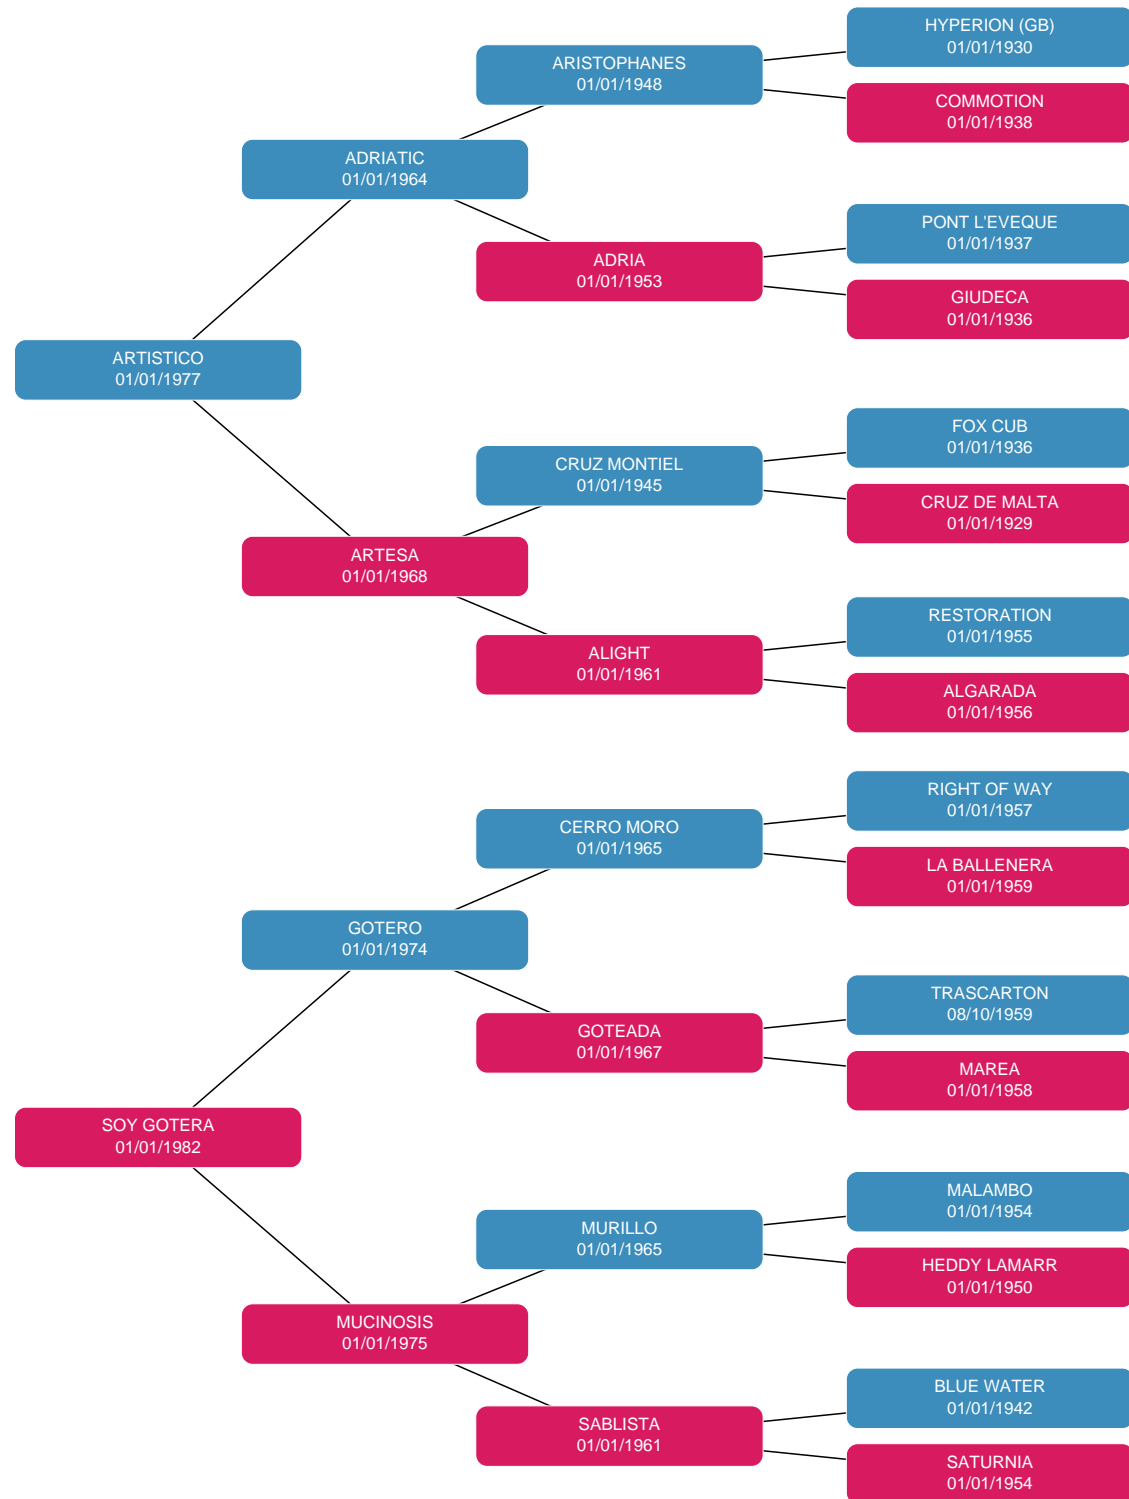 HYPERION (GB)
01/01/1930
ARISTOPHANES
01/01/1948
COMMOTION
01/01/1938
ADRIATIC
01/01/1964
PONT L'EVEQUE
01/01/1937
ADRIA
01/01/1953
GIUDECA
01/01/1936
ARTISTICO
01/01/1977
FOX CUB
01/01/1936
CRUZ MONTIEL
01/01/1945
CRUZ DE MALTA
01/01/1929
ARTESA
01/01/1968
RESTORATION
01/01/1955
ALIGHT
01/01/1961
ALGARADA
01/01/1956
RIGHT OF WAY
01/01/1957
CERRO MORO
01/01/1965
LA BALLENERA
01/01/1959
GOTERO
01/01/1974
TRASCARTON
08/10/1959
GOTEADA
01/01/1967
MAREA
01/01/1958
SOY GOTERA
01/01/1982
MALAMBO
01/01/1954
MURILLO
01/01/1965
HEDDY LAMARR
01/01/1950
MUCINOSIS
01/01/1975
BLUE WATER
01/01/1942
SABLISTA
01/01/1961
SATURNIA
01/01/1954